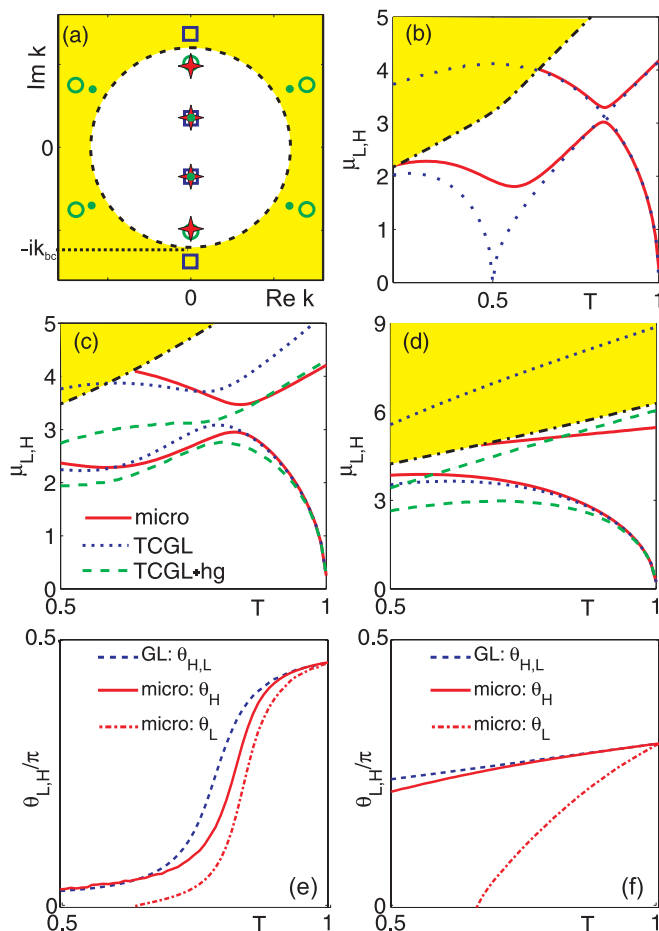 (a)
Im k
0
-ik_bc
0
Re k
(b)
μ_L,H
5
4
3
2
1
0
0.5
T
1
(c)
μ_L,H
5
4
3
2
1
0
micro
TCGL
TCGL+hg
0.5
T
1
(d)
μ_L,H
9
6
3
0
0.5
T
1
0.5
θ_L,H/π
0
GL: θ_H,L
micro: θ_H
micro: θ_L
(e)
0.5
T
1
0.5
θ_L,H/π
0
GL: θ_H,L
micro: θ_H
micro: θ_L
(f)
0.5
T
1